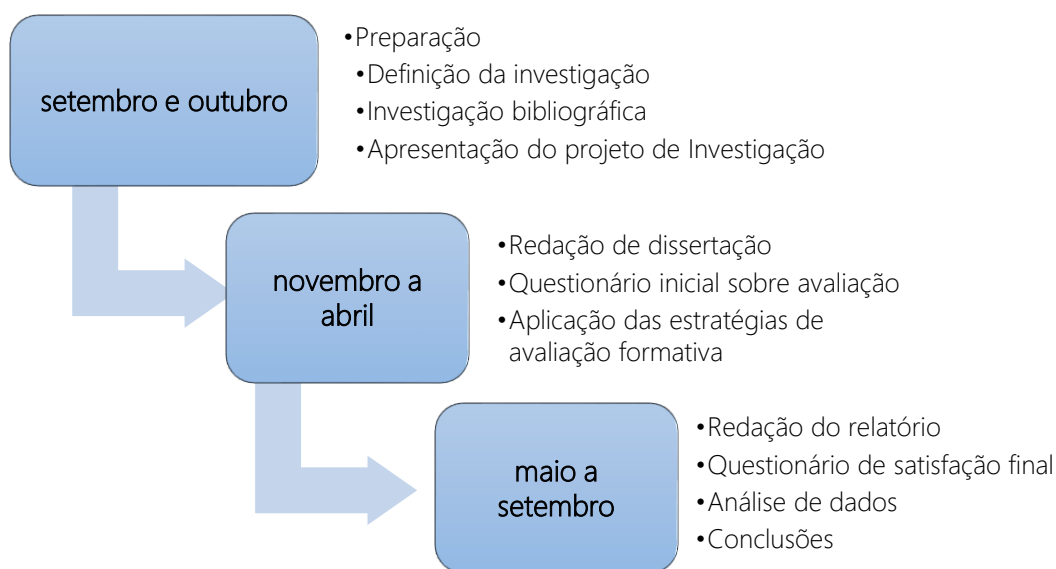 setembro e outubro
•Preparação
•Definição da investigação
•Investigação bibliográfica
•Apresentação do projeto de Investigação
novembro a
abril
•Redação de dissertação
•Questionário inicial sobre avaliação
•Aplicação das estratégias de
avaliação formativa
maio a
setembro
•Redação do relatório
•Questionário de satisfação final
•Análise de dados
•Conclusões